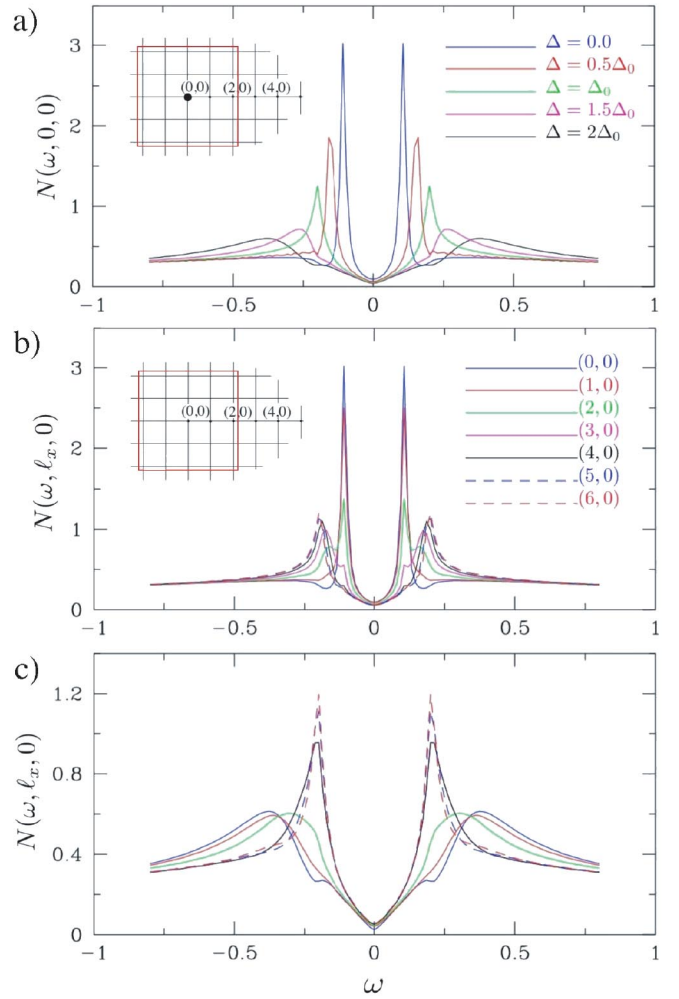 a)
N(ω, 0, 0)
3
2
1
0
(0,0) (2,0) (4,0)
Δ = 0.0
Δ = 0.5Δ₀
Δ = Δ₀
Δ = 1.5Δ₀
Δ = 2Δ₀
−1 −0.5 0 0.5 1
b)
N(ω, ℓₓ, 0)
3
2
1
0
(0,0) (2,0) (4,0)
(0, 0)
(1, 0)
(2, 0)
(3, 0)
(4, 0)
(5, 0)
(6, 0)
−1 −0.5 0 0.5 1
c)
N(ω, ℓₓ, 0)
1.2
0.8
0.4
0
−1 −0.5 0 0.5 1
ω